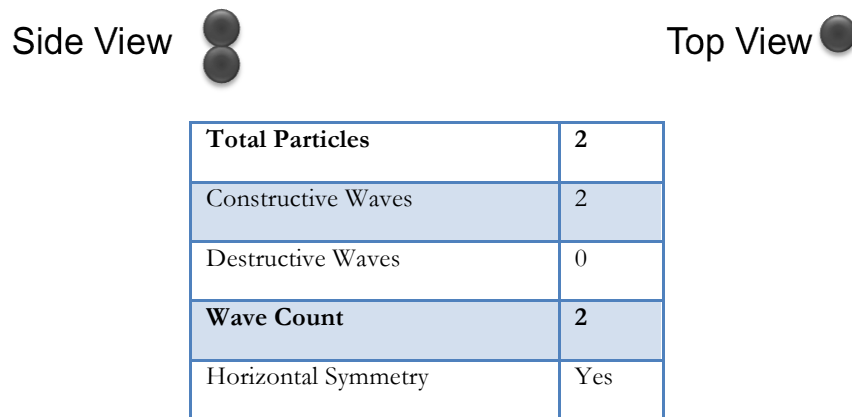 Side View
Top View
Total Particles 2
Constructive Waves 2
Destructive Waves 0
Wave Count 2
Horizontal Symmetry Yes